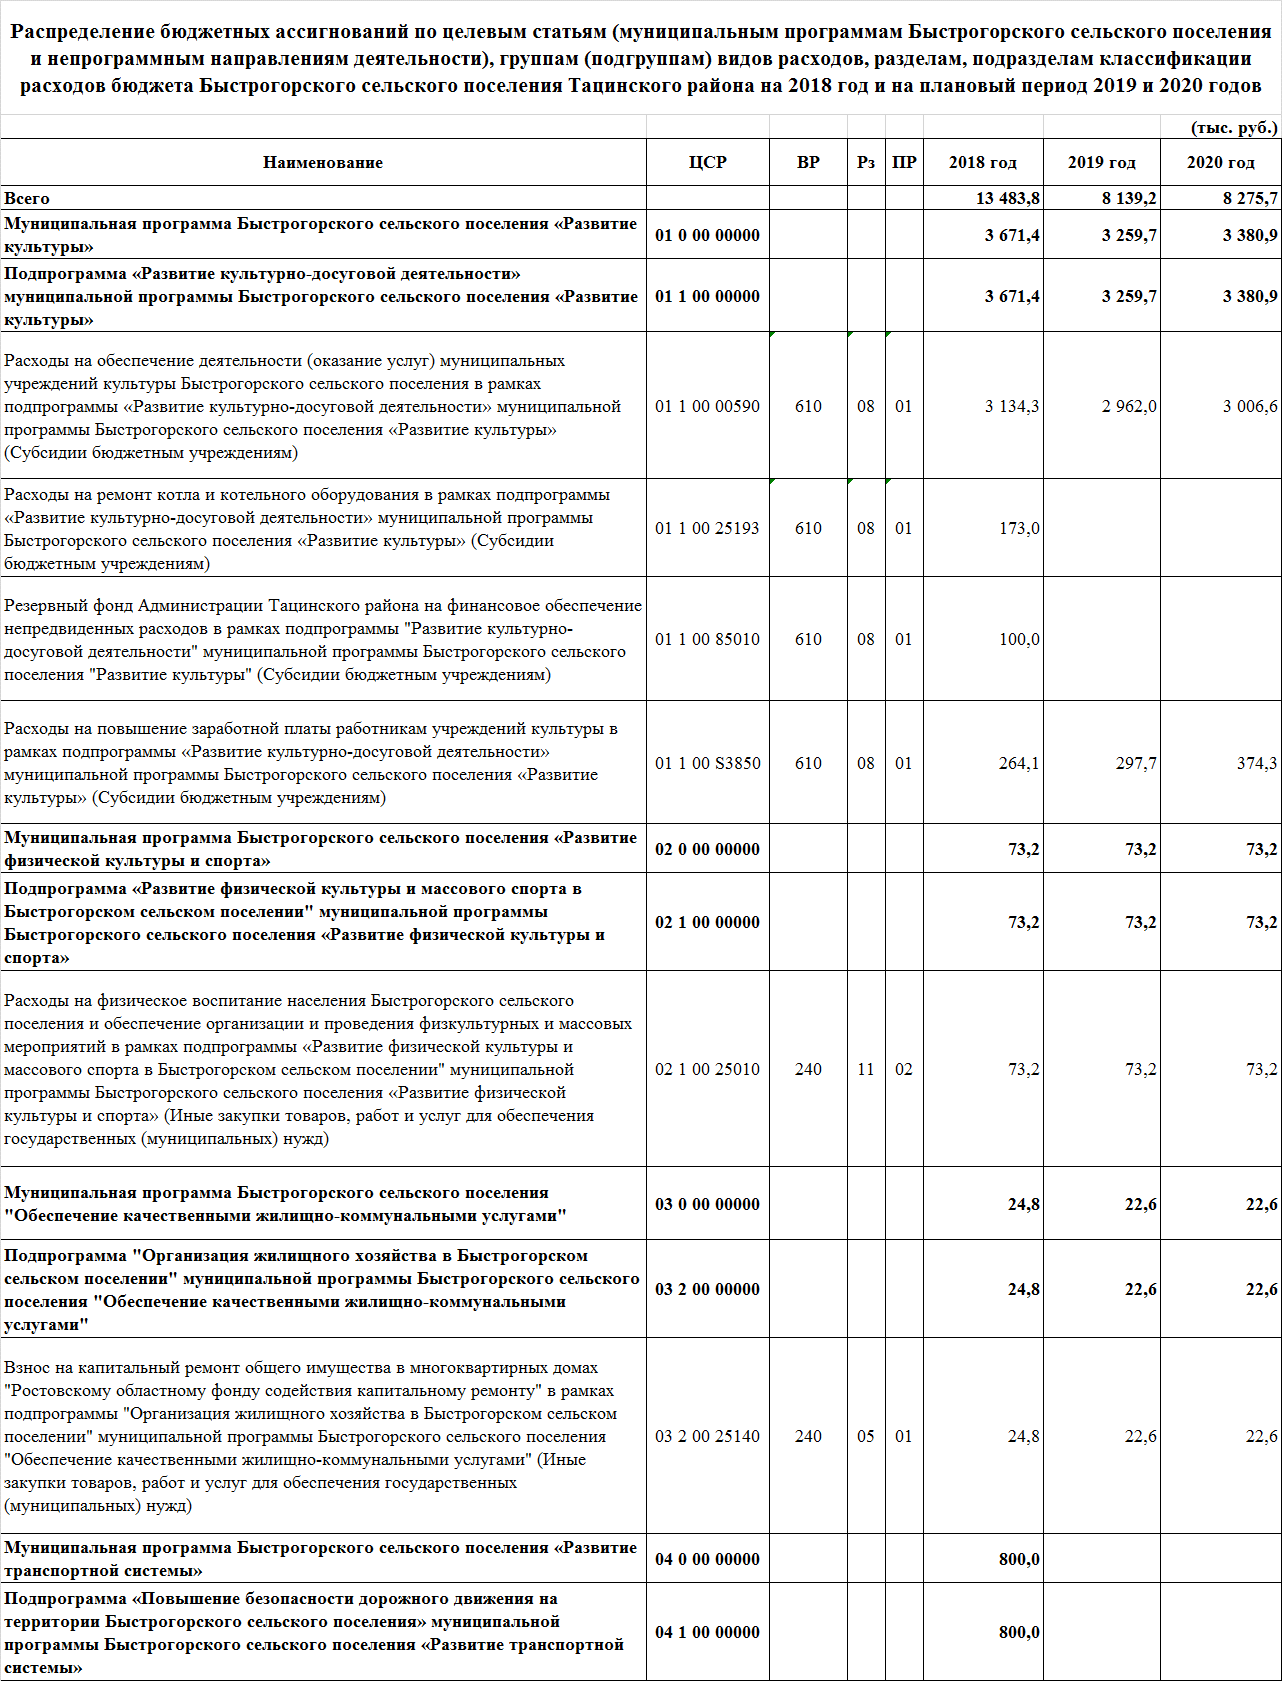 Распределение бюджетных ассигнований по целевым статьям (муниципальным программам Быстрогорского сельского поселения
и непрограммным направлениям деятельности), группам (подгруппам) видов расходов, разделам, подразделам классификации
расходов бюджета Быстрогорского сельского поселения Тацинского района на 2018 год и на плановый период 2019 и 2020 годов
(тыс. руб.)
Наименование ЦСР ВР Рз ПР 2018 год 2019 год 2020 год
Всего 13 483,8 8 139,2 8 275,7
Муниципальная программа Быстрогорского сельского поселения «Развитие
культуры»
01 0 00 00000 3 671,4 3 259,7 3 380,9
Подпрограмма «Развитие культурно-досуговой деятельности»
муниципальной программы Быстрогорского сельского поселения «Развитие
культуры»
01 1 00 00000 3 671,4 3 259,7 3 380,9
Расходы на обеспечение деятельности (оказание услуг) муниципальных
учреждений культуры Быстрогорского сельского поселения в рамках
подпрограммы «Развитие культурно-досуговой деятельности» муниципальной
программы Быстрогорского сельского поселения «Развитие культуры»
(Субсидии бюджетным учреждениям)
01 1 00 00590 610 08 01 3 134,3 2 962,0 3 006,6
Расходы на ремонт котла и котельного оборудования в рамках подпрограммы
«Развитие культурно-досуговой деятельности» муниципальной программы
Быстрогорского сельского поселения «Развитие культуры» (Субсидии
бюджетным учреждениям)
01 1 00 25193 610 08 01 173,0
Резервный фонд Администрации Тацинского района на финансовое обеспечение
непредвиденных расходов в рамках подпрограммы "Развитие культурно-
досуговой деятельности" муниципальной программы Быстрогорского сельского
поселения "Развитие культуры" (Субсидии бюджетным учреждениям)
01 1 00 85010 610 08 01 100,0
Расходы на повышение заработной платы работникам учреждений культуры в
рамках подпрограммы «Развитие культурно-досуговой деятельности»
муниципальной программы Быстрогорского сельского поселения «Развитие
культуры» (Субсидии бюджетным учреждениям)
01 1 00 S3850 610 08 01 264,1 297,7 374,3
Муниципальная программа Быстрогорского сельского поселения «Развитие
физической культуры и спорта»
02 0 00 00000 73,2 73,2 73,2
Подпрограмма «Развитие физической культуры и массового спорта в
Быстрогорском сельском поселении" муниципальной программы
Быстрогорского сельского поселения «Развитие физической культуры и
спорта»
02 1 00 00000 73,2 73,2 73,2
Расходы на физическое воспитание населения Быстрогорского сельского
поселения и обеспечение организации и проведения физкультурных и массовых
мероприятий в рамках подпрограммы «Развитие физической культуры и
массового спорта в Быстрогорском сельском поселении" муниципальной
программы Быстрогорского сельского поселения «Развитие физической
культуры и спорта» (Иные закупки товаров, работ и услуг для обеспечения
государственных (муниципальных) нужд)
02 1 00 25010 240 11 02 73,2 73,2 73,2
Муниципальная программа Быстрогорского сельского поселения
"Обеспечение качественными жилищно-коммунальными услугами"
03 0 00 00000 24,8 22,6 22,6
Подпрограмма "Организация жилищного хозяйства в Быстрогорском
сельском поселении" муниципальной программы Быстрогорского сельского
поселения "Обеспечение качественными жилищно-коммунальными
услугами"
03 2 00 00000 24,8 22,6 22,6
Взнос на капитальный ремонт общего имущества в многоквартирных домах
"Ростовскому областному фонду содействия капитальному ремонту" в рамках
подпрограммы "Организация жилищного хозяйства в Быстрогорском сельском
поселении" муниципальной программы Быстрогорского сельского поселения
"Обеспечение качественными жилищно-коммунальными услугами" (Иные
закупки товаров, работ и услуг для обеспечения государственных
(муниципальных) нужд)
03 2 00 25140 240 05 01 24,8 22,6 22,6
Муниципальная программа Быстрогорского сельского поселения «Развитие
транспортной системы»
04 0 00 00000 800,0
Подпрограмма «Повышение безопасности дорожного движения на
территории Быстрогорского сельского поселения» муниципальной
программы Быстрогорского сельского поселения «Развитие транспортной
системы»
04 1 00 00000 800,0